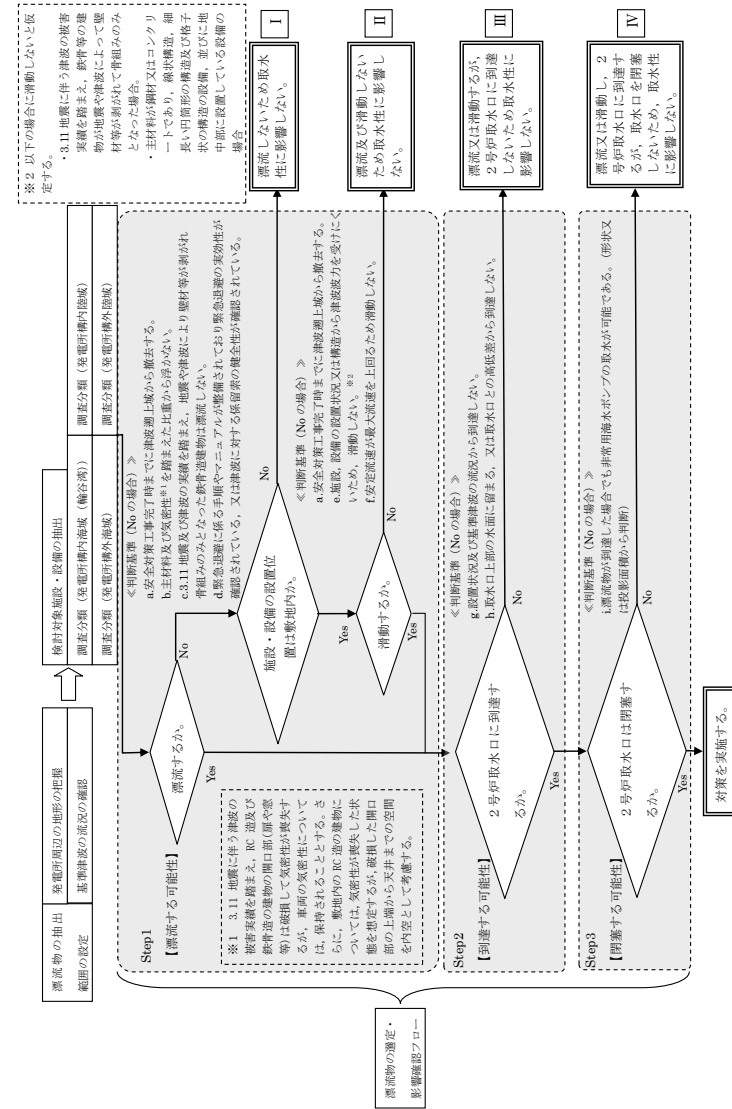 漂流物の抽出
範囲の設定
発電所周辺の地形の把握
基準津波の流況の確認
検討対象施設・設備の抽出
調査分類（発電所構内海域（輪谷湾））
調査分類（発電所構内陸域）
調査分類（発電所構外海域）
調査分類（発電所構外陸域）
漂流物の選定・
影響確認フロー
Step1
【漂流する可能性】
漂流するか。
No
Yes
≪判断基準（No の場合）≫
a.安全対策工事完了時までに津波遡上域から撤去する。
b.主材料及び気密性※1を踏まえた比重から浮かない。
c.3.11 地震及び津波の実績を踏まえ，地震や津波により壁材等が剥がれ
骨組みのみとなった鉄骨造建物は漂流しない。
d.緊急退避に係る手順やマニュアルが整備されており緊急退避の実効性が
確認されている，又は津波に対する係留索の健全性が確認されている。
※1 3.11 地震に伴う津波の
被害実績を踏まえ，RC 造及び
鉄骨造の建物の開口部(扉や窓
等)は破損して気密性が喪失す
るが，車両の気密性について
は，保持されることとする。さ
らに，敷地内の RC 造の建物に
ついては，気密性が喪失した状
態を想定するが，破損した開口
部の上端から天井までの空間
を内空として考慮する。
施設・設備の設置位
置は敷地内か。
No
Yes
≪判断基準（No の場合）≫
a.安全対策工事完了時までに津波遡上域から撤去する。
e.施設，設備の設置状況又は構造から津波波力を受けにく
いため，滑動しない。※2
f.安定流速が最大流速を上回るため滑動しない。
滑動するか。
No
Yes
※2 以下の場合に滑動しないと仮
定する。
・3.11 地震に伴う津波の被害
実績を踏まえ，鉄骨等の建
物が地震や津波によって壁
材等が剥がれて骨組みのみ
となった場合。
・主材料が鋼材又はコンクリ
ートであり，線状構造，細
長い円筒形の構造及び格子
状の構造の設備，並びに地
中部に設置している設備の
場合
Ⅰ
漂流しないため取水
性に影響しない。
Ⅱ
漂流及び滑動しない
ため取水性に影響し
ない。
Step2
【到達する可能性】
２号炉取水口に到達す
るか。
No
Yes
≪判断基準（No の場合）≫
g.設置状況及び基準津波の流況から到達しない。
h.取水口上部の水面に留まる，又は取水口との高低差から到達しない。
Ⅲ
漂流又は滑動するが，
２号炉取水口に到達
しないため取水性に
影響しない。
Step3
【閉塞する可能性】
２号炉取水口は閉塞す
るか。
No
Yes
≪判断基準（No の場合）≫
i.漂流物が到達した場合でも非常用海水ポンプの取水が可能である。（形状又
は投影面積から判断）
Ⅳ
漂流又は滑動し，２
号炉取水口に到達す
るが，取水口を閉塞
しないため，取水性
に影響しない。
対策を実施する。